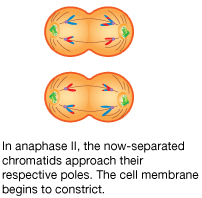 In anaphase II, the now-separated
chromatids approach their
respective poles. The cell membrane
begins to constrict.